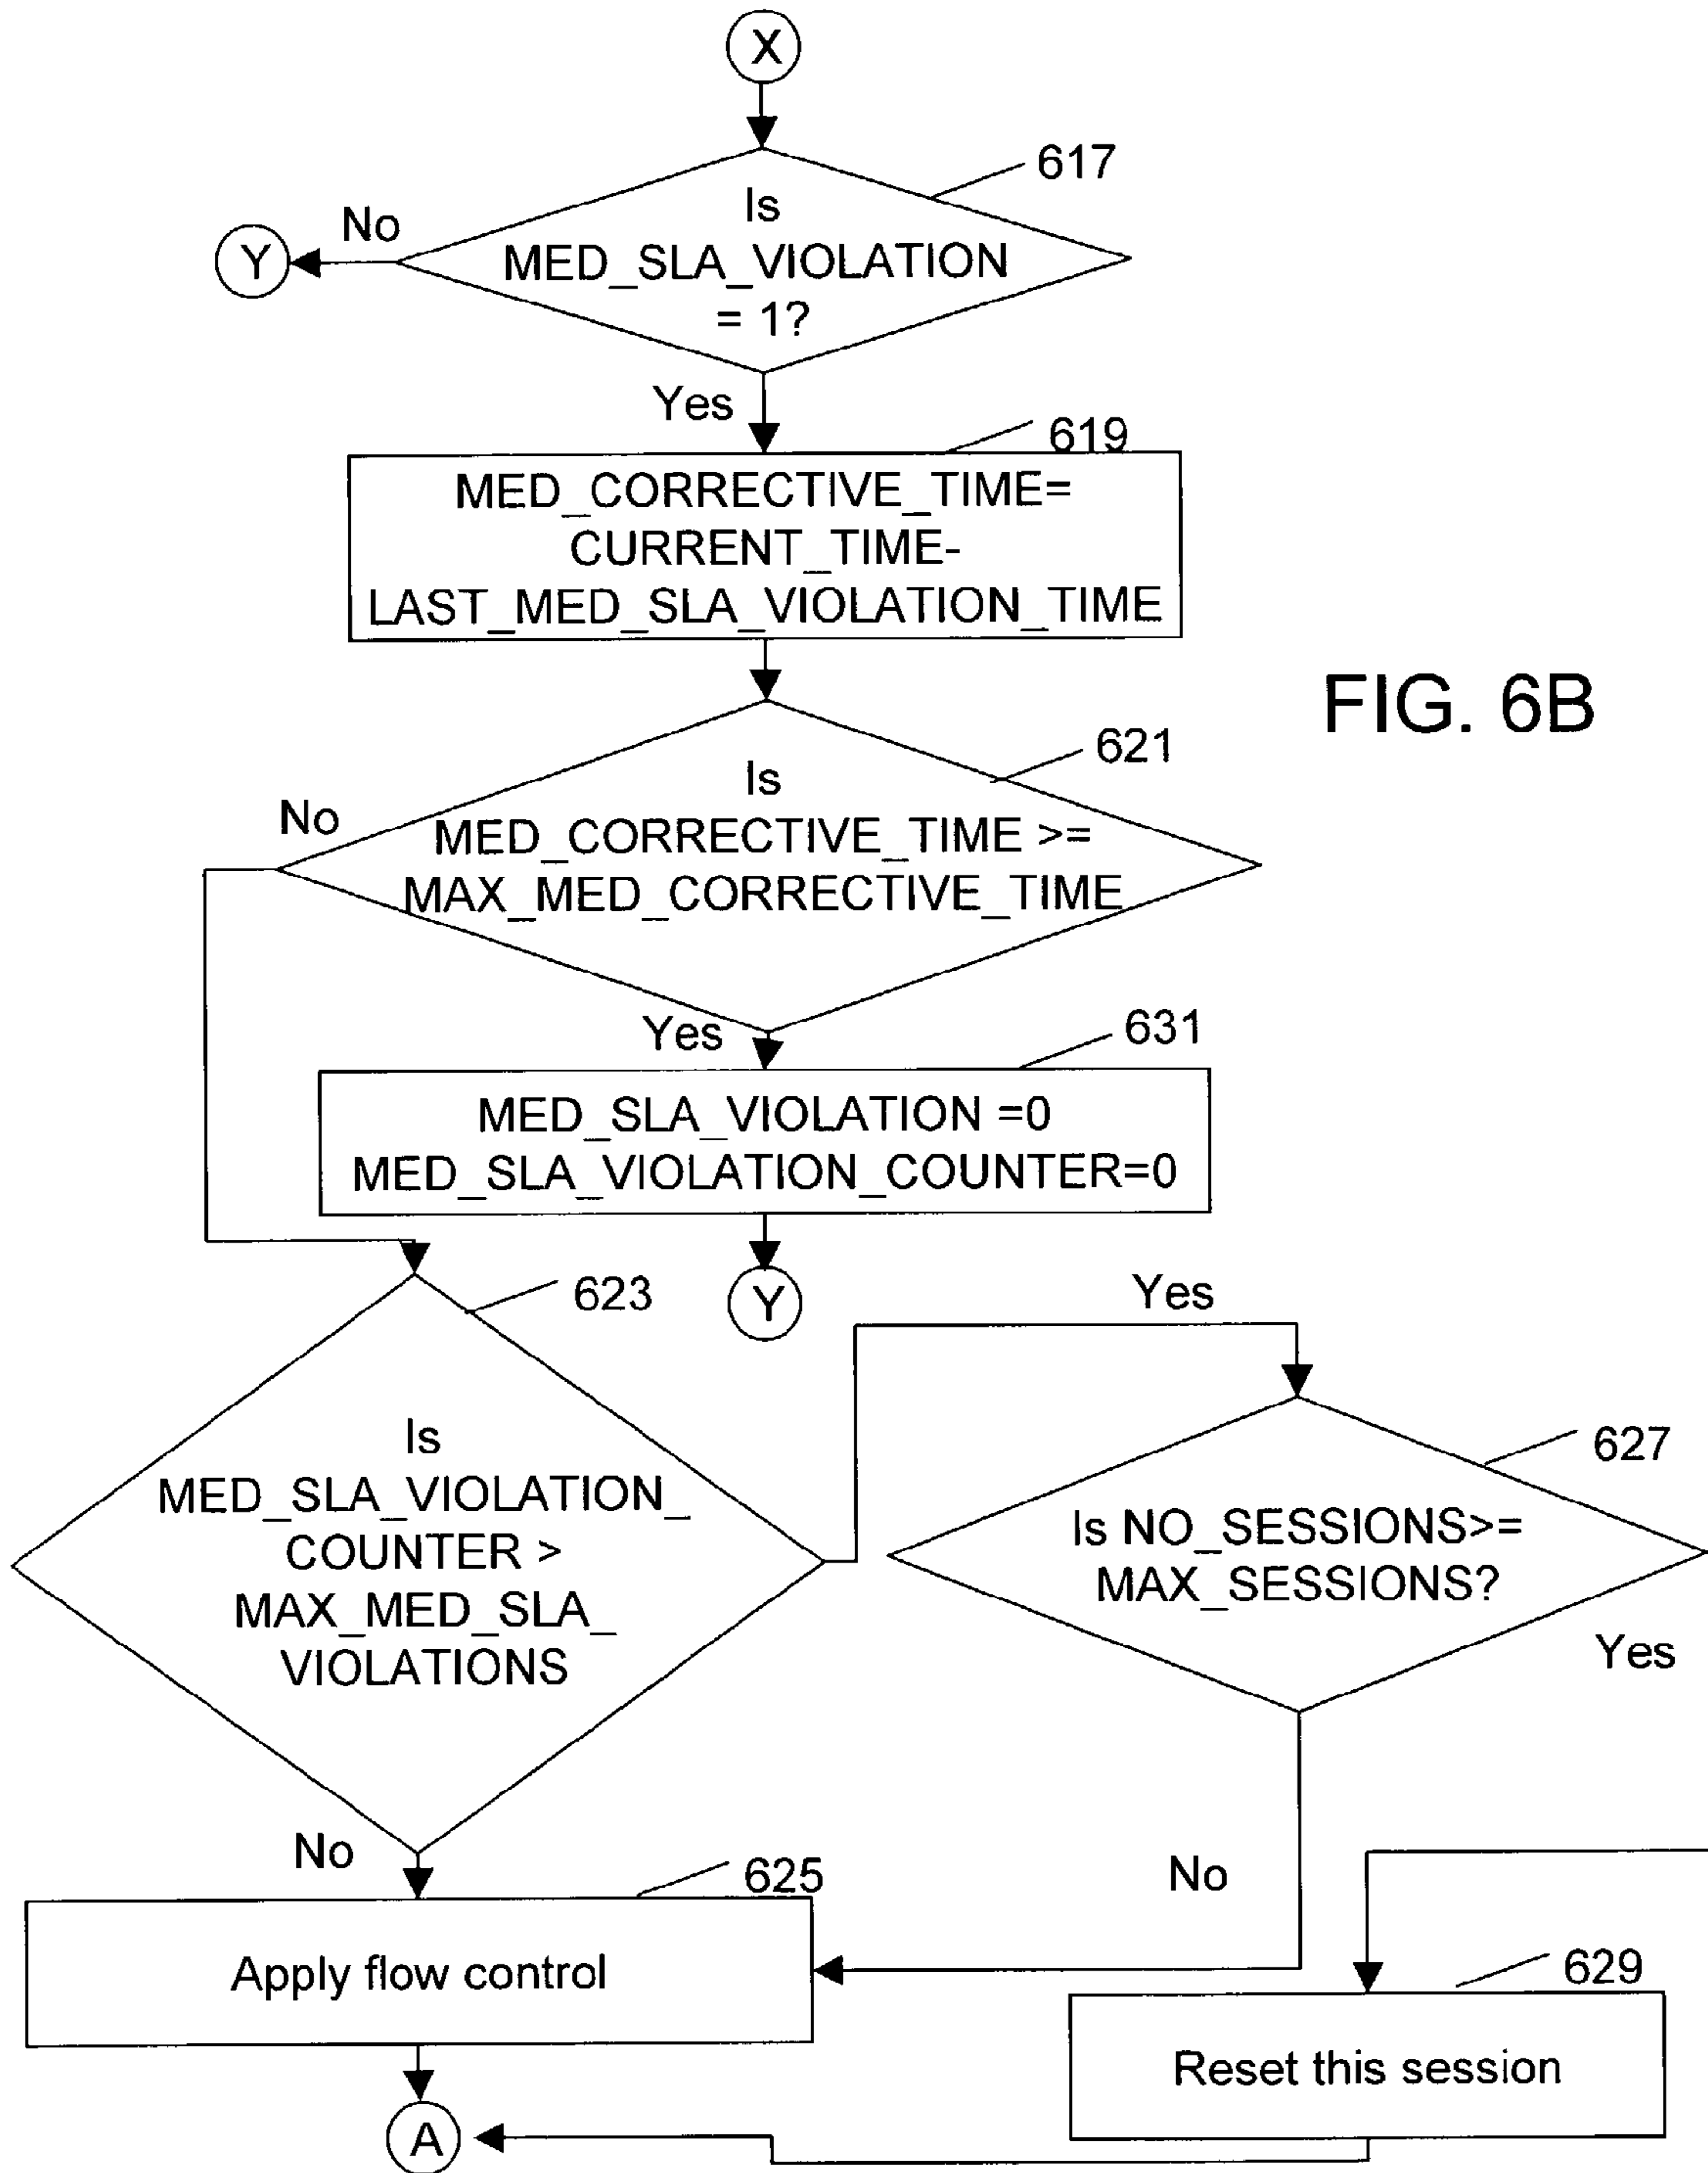 X
617
Is
MED_SLA_VIOLATION
= 1?
No
Y
Yes
619
MED_CORRECTIVE_TIME=
CURRENT_TIME-
LAST_MED_SLA_VIOLATION_TIME
FIG. 6B
621
Is
MED_CORRECTIVE_TIME >=
MAX_MED_CORRECTIVE_TIME
No
Yes
631
MED_SLA_VIOLATION =0
MED_SLA_VIOLATION_COUNTER=0
Y
623
Is
MED_SLA_VIOLATION_
COUNTER >
MAX_MED_SLA_
VIOLATIONS
Yes
627
Is NO_SESSIONS>=
MAX_SESSIONS?
Yes
No
No
625
Apply flow control
629
Reset this session
A